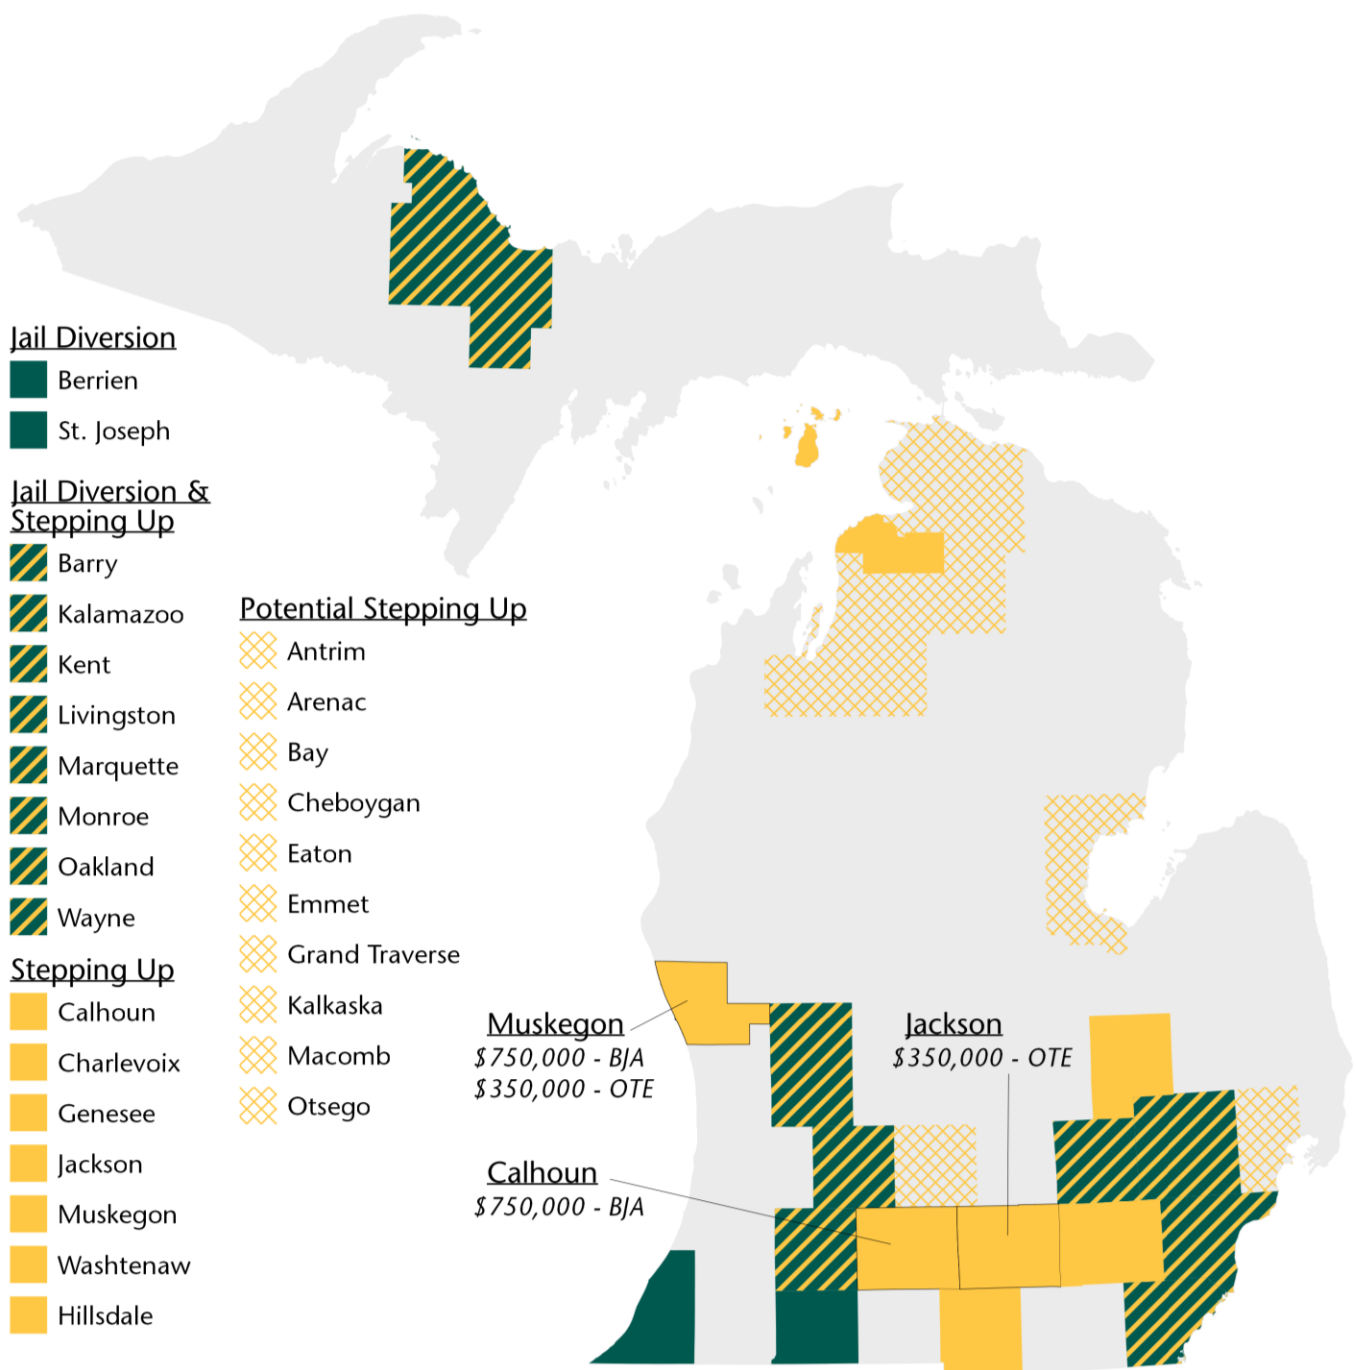 Jail Diversion
Berrien
St. Joseph
Jail Diversion &
Stepping Up
Barry
Kalamazoo
Kent
Livingston
Marquette
Monroe
Oakland
Wayne
Stepping Up
Calhoun
Charlevoix
Genesee
Jackson
Muskegon
Washtenaw
Hillsdale
Potential Stepping Up
Antrim
Arenac
Bay
Cheboygan
Eaton
Emmet
Grand Traverse
Kalkaska
Macomb
Otsego
Muskegon
$750,000 - BJA
$350,000 - OTE
Calhoun
$750,000 - BJA
Jackson
$350,000 - OTE